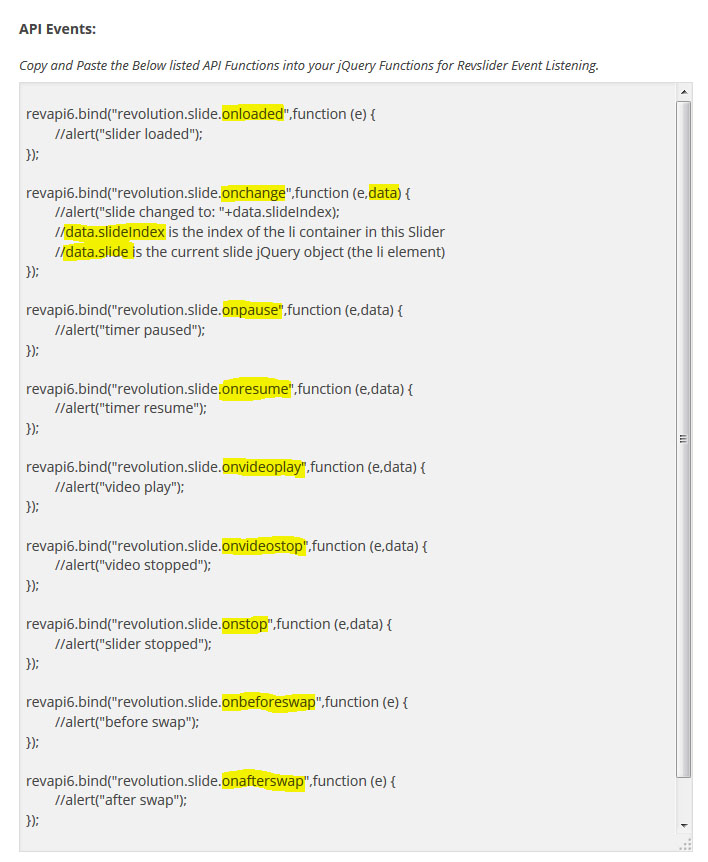 API Events:
Copy and Paste the Below listed API Functions into your jQuery Functions for Revslider Event Listening.
revapi6.bind("revolution.slide.onloaded",function (e) {
//alert("slider loaded");
});
revapi6.bind("revolution.slide.onchange",function (e,data) {
//alert("slide changed to: "+data.slideIndex);
//data.slideIndex is the index of the li container in this Slider
//data.slide is the current slide jQuery object (the li element)
});
revapi6.bind("revolution.slide.onpause",function (e,data) {
//alert("timer paused");
});
revapi6.bind("revolution.slide.onresume",function (e,data) {
//alert("timer resume");
});
revapi6.bind("revolution.slide.onvideoplay",function (e,data) {
//alert("video play");
});
revapi6.bind("revolution.slide.onvideostop",function (e,data) {
//alert("video stopped");
});
revapi6.bind("revolution.slide.onstop",function (e,data) {
//alert("slider stopped");
});
revapi6.bind("revolution.slide.onbeforeswap",function (e) {
//alert("before swap");
});
revapi6.bind("revolution.slide.onafterswap",function (e) {
//alert("after swap");
});